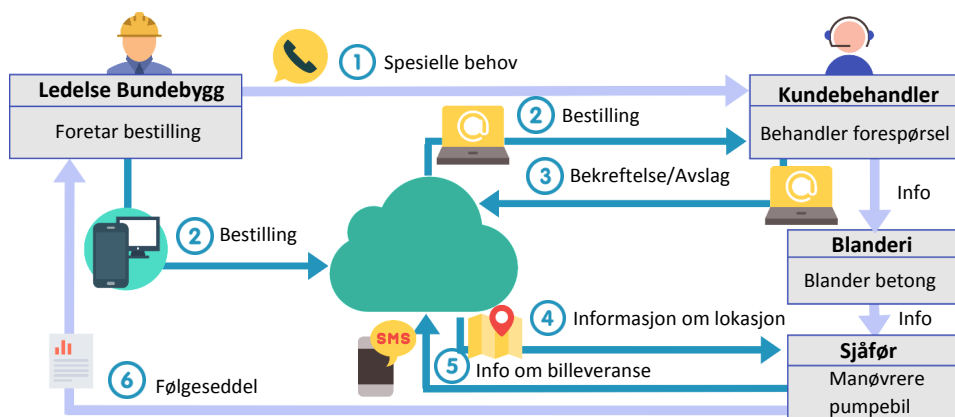 1 Spesielle behov
Ledelse Bundebygg
Foretar bestilling
Kundebehandler
Behandler forespørsel
2 Bestilling
3 Bekreftelse/Avslag
Info
2 Bestilling
Blanderi
Blander betong
Info
4 Informasjon om lokasjon
SMS
5 Info om billeveranse
Sjåfør
Manøvrere
pumpebil
6 Følgeseddel